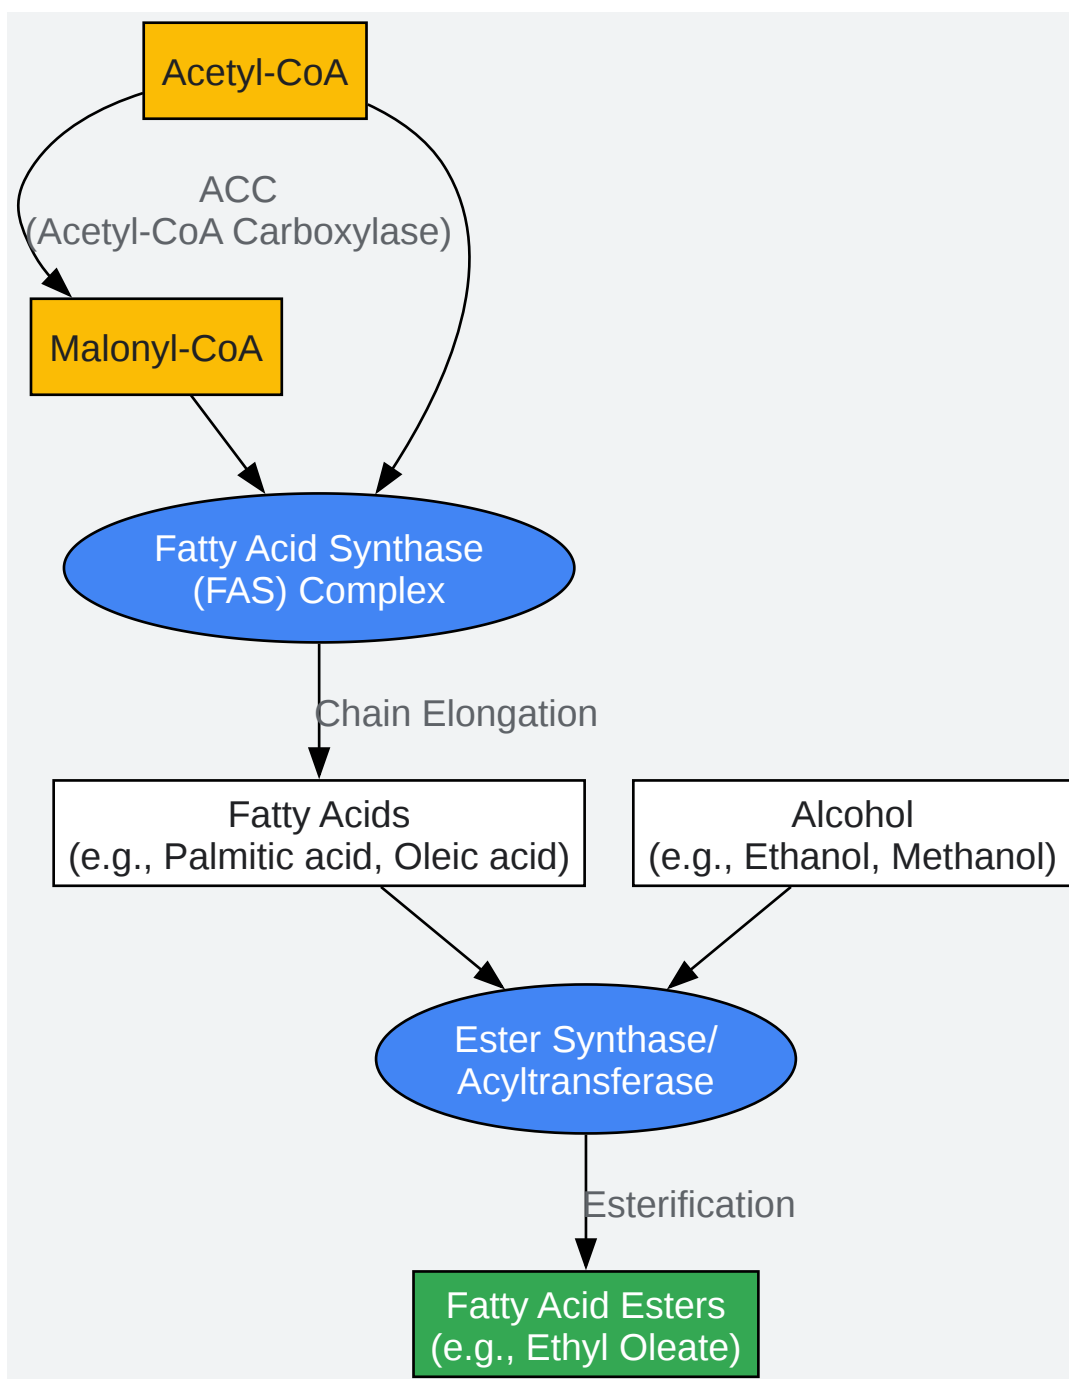 Acetyl-CoA
ACC
(Acetyl-CoA Carboxylase)
Malonyl-CoA
Fatty Acid Synthase
(FAS) Complex
Chain Elongation
Fatty Acids
(e.g., Palmitic acid, Oleic acid)
Alcohol
(e.g., Ethanol, Methanol)
Ester Synthase/
Acyltransferase
Esterification
Fatty Acid Esters
(e.g., Ethyl Oleate)